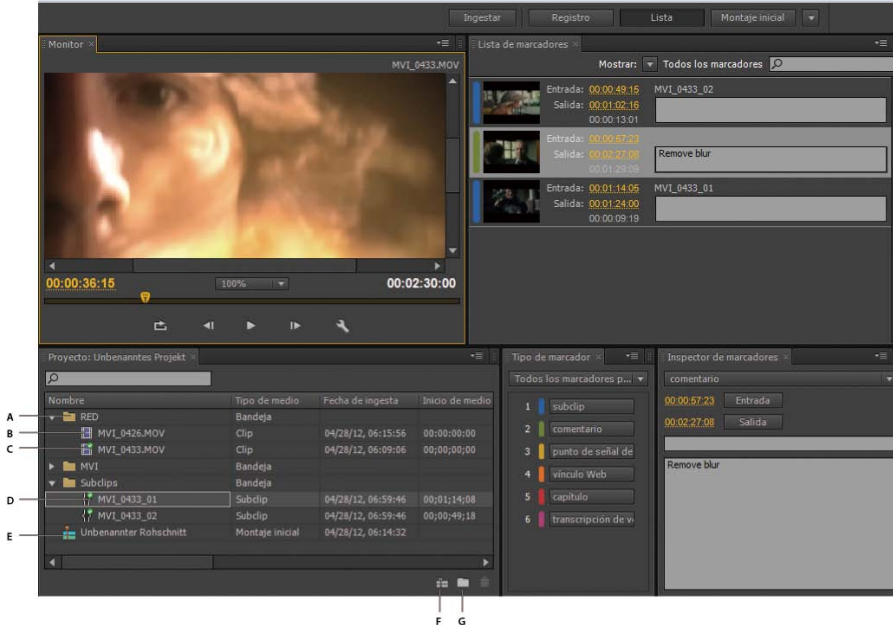 Ingestar Registro Lista Montaje inicial
Monitor ×
MVI_0433.MOV
00:00:36:15 100% 00:02:30:00
Lista de marcadores ×
Mostrar: Todos los marcadores
Entrada: 00:00:49:15 MVI_0433_02
Salida: 00:01:02:16
00:00:13:01
Entrada: 00:00:57:23
Salida: 00:02:27:08 Remove blur
00:01:29:09
Entrada: 00:01:14:05 MVI_0433_01
Salida: 00:01:24:00
00:00:09:19
Proyecto: Unbenanntes Projekt ×
Nombre Tipo de medio Fecha de ingesta Inicio de medio
A RED Bandeja
B MVI_0426.MOV Clip 04/28/12, 06:15:56 00:00:00:00
C MVI_0433.MOV Clip 04/28/12, 06:09:06 00;00;00;00
MVI Bandeja
Subclips Bandeja
D MVI_0433_01 Subclip 04/28/12, 06:59:46 00;01;14;08
MVI_0433_02 Subclip 04/28/12, 06:59:46 00;00;49;18
E Unbenannter Rohschnitt Montaje inicial 04/28/12, 06:14:32
F G
Tipo de marcador ×
Todos los marcadores p...
1 subclip
2 comentario
3 punto de señal de
4 vínculo Web
5 capítulo
6 transcripción de v
Inspector de marcadores ×
comentario
00:00:57:23 Entrada
00:02:27:08 Salida
Remove blur